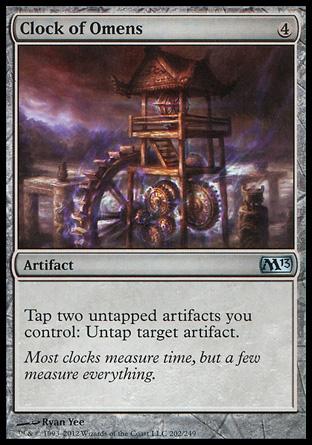 Clock of Omens 4
Artifact M13
Tap two untapped artifacts you
control: Untap target artifact.
Most clocks measure time, but a few
measure everything.
Ryan Yee
™ & © 1993–2012 Wizards of the Coast LLC 202/249